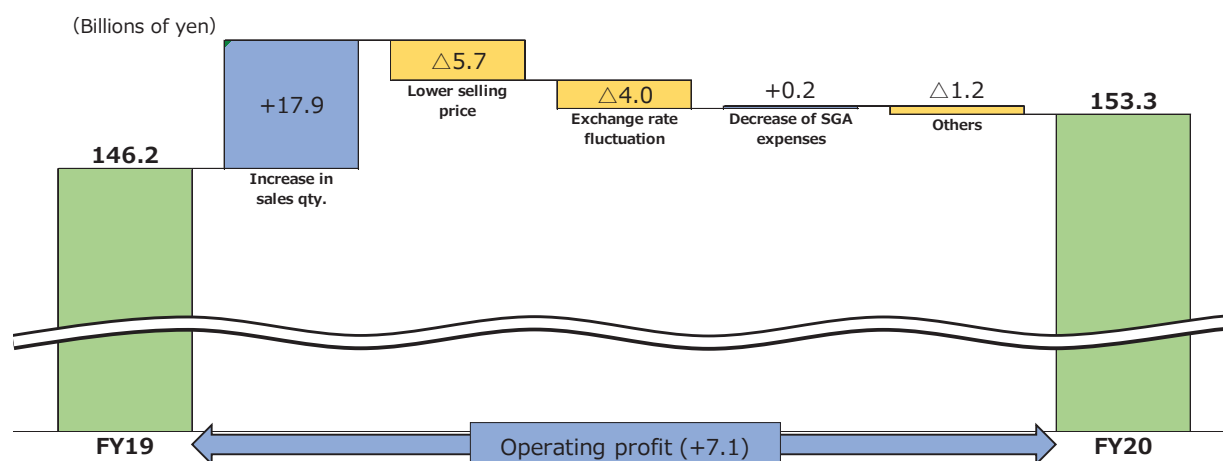 （Billions of yen）
146.2
+17.9
Increase in
sales qty.
△5.7
Lower selling
price
△4.0
Exchange rate
fluctuation
+0.2
Decrease of SGA
expenses
△1.2
Others
153.3
FY19
Operating profit (+7.1)
FY20